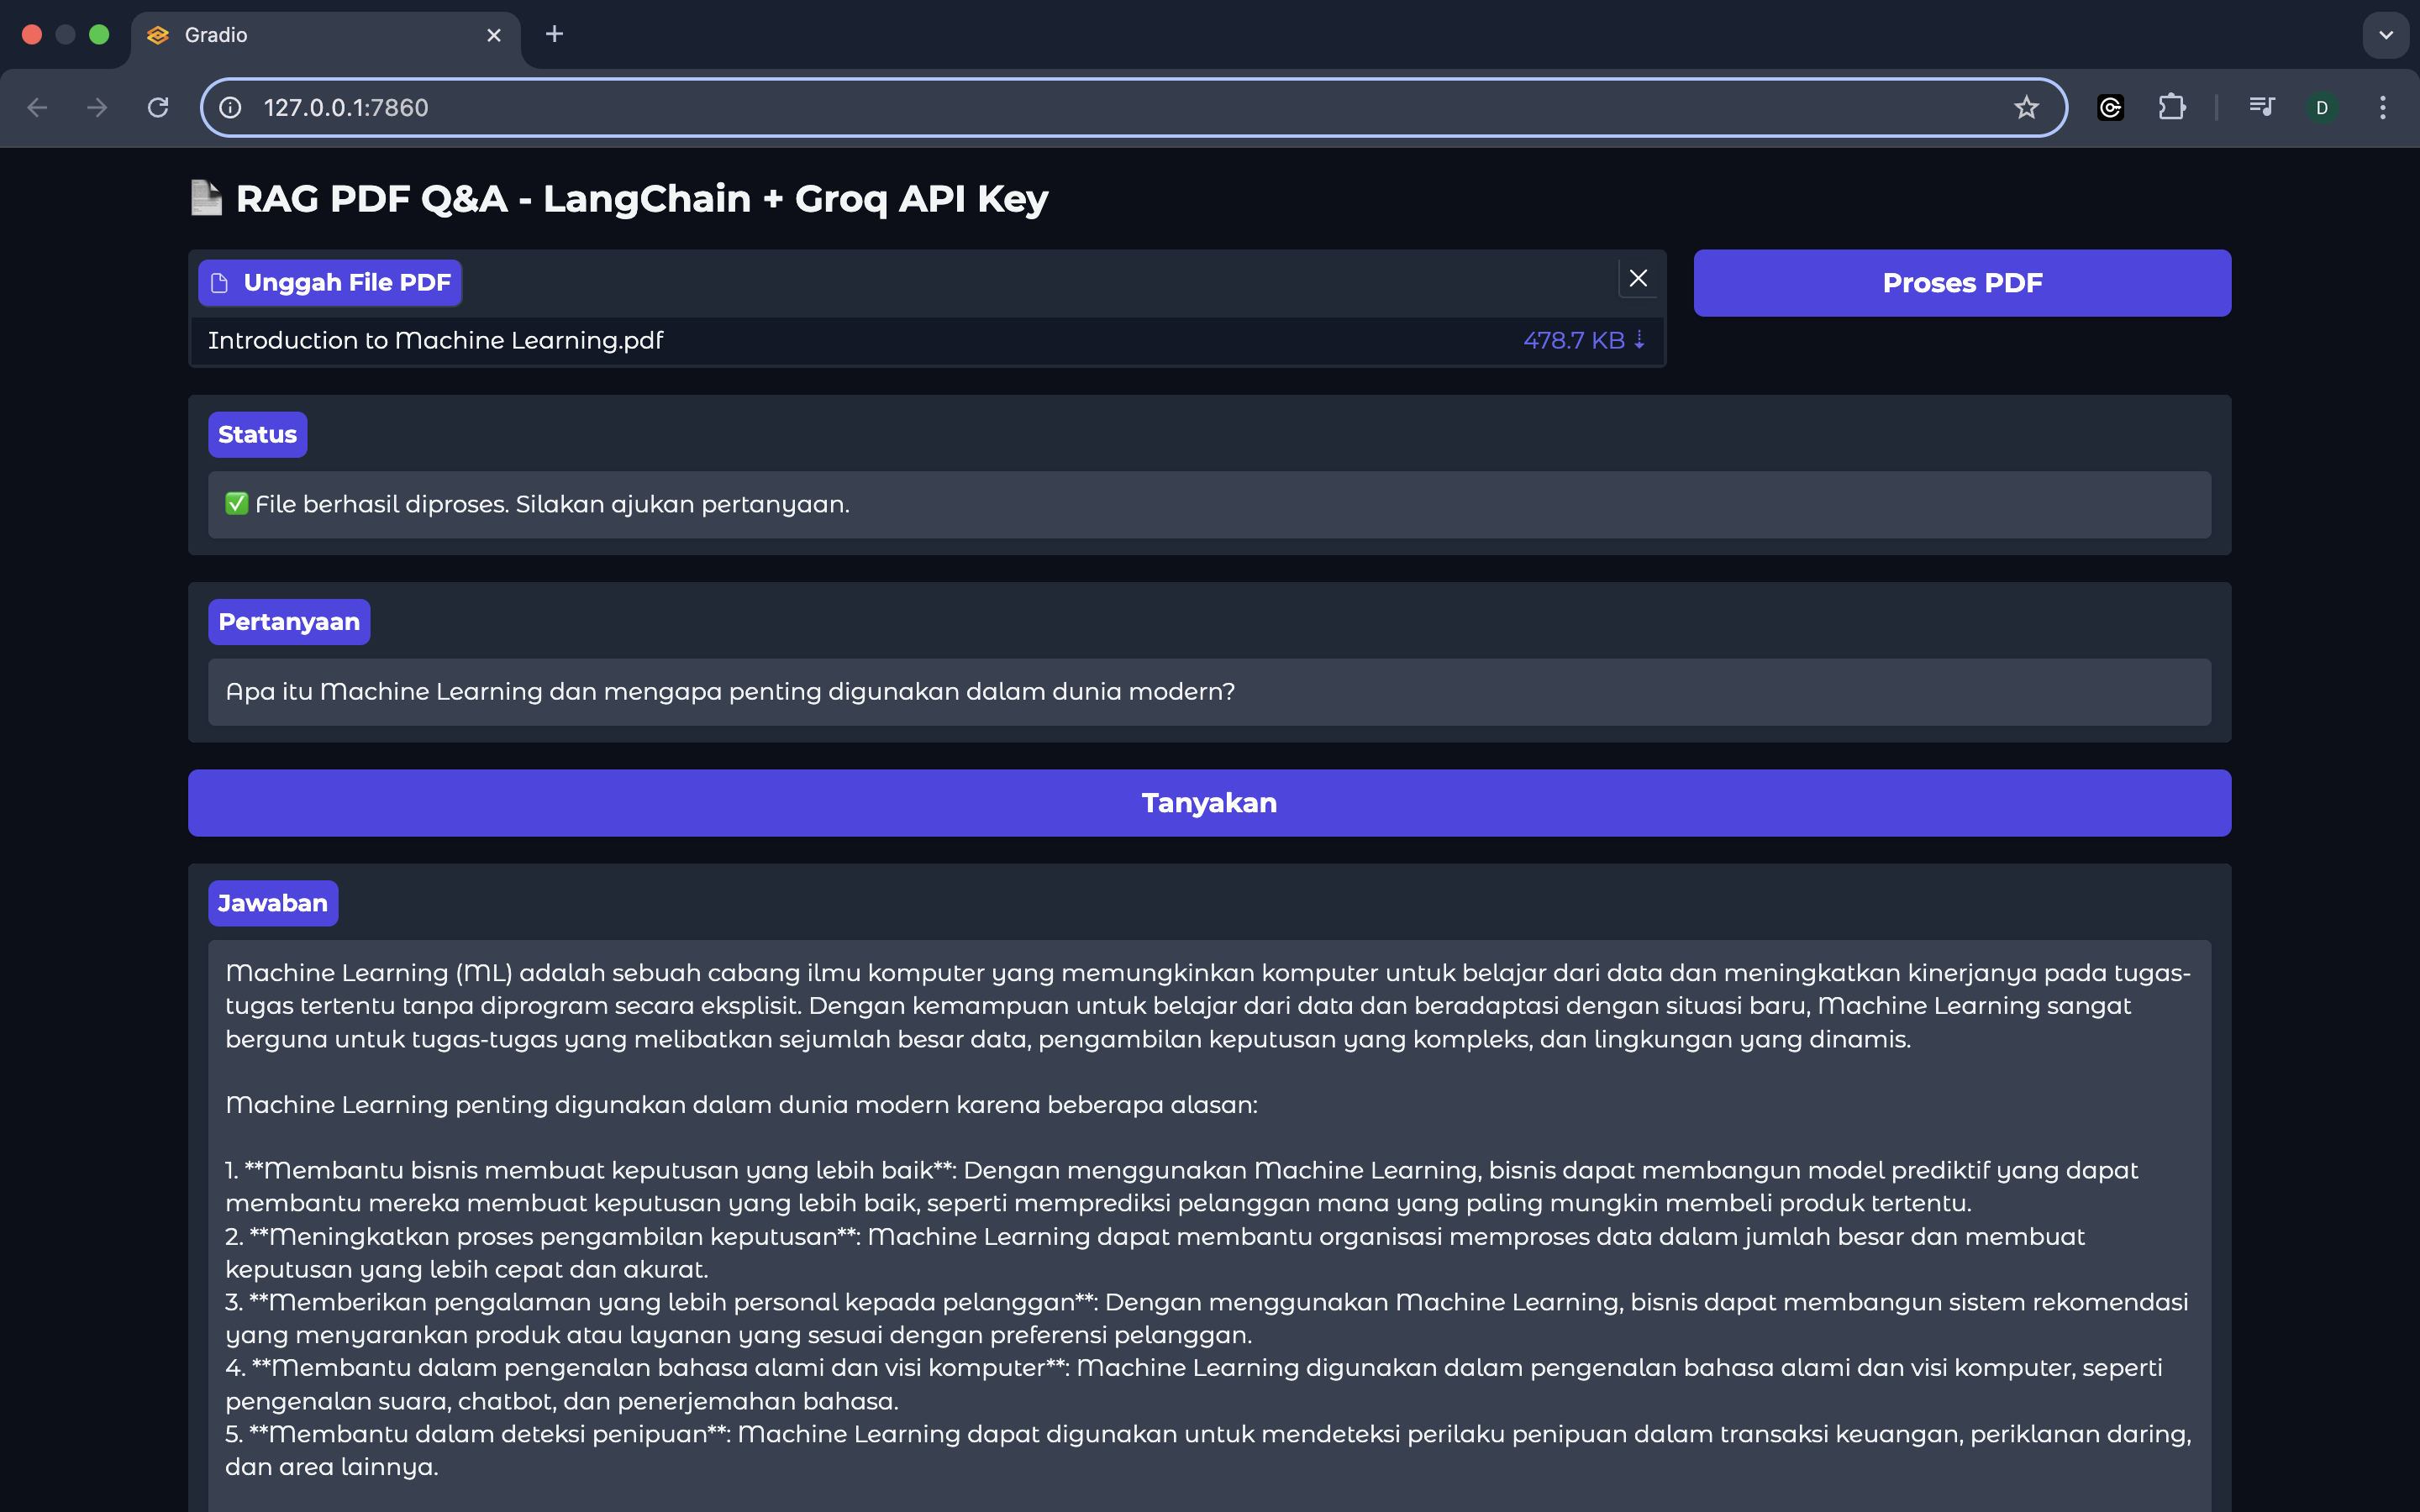 Gradio
127.0.0.1:7860
D
RAG PDF Q&A - LangChain + Groq API Key
Unggah File PDF
Proses PDF
Introduction to Machine Learning.pdf
478.7 KB ↓
Status
✅ File berhasil diproses. Silakan ajukan pertanyaan.
Pertanyaan
Apa itu Machine Learning dan mengapa penting digunakan dalam dunia modern?
Tanyakan
Jawaban
Machine Learning (ML) adalah sebuah cabang ilmu komputer yang memungkinkan komputer untuk belajar dari data dan meningkatkan kinerjanya pada tugas-
tugas tertentu tanpa diprogram secara eksplisit. Dengan kemampuan untuk belajar dari data dan beradaptasi dengan situasi baru, Machine Learning sangat
berguna untuk tugas-tugas yang melibatkan sejumlah besar data, pengambilan keputusan yang kompleks, dan lingkungan yang dinamis.
Machine Learning penting digunakan dalam dunia modern karena beberapa alasan:
1. **Membantu bisnis membuat keputusan yang lebih baik**: Dengan menggunakan Machine Learning, bisnis dapat membangun model prediktif yang dapat
membantu mereka membuat keputusan yang lebih baik, seperti memprediksi pelanggan mana yang paling mungkin membeli produk tertentu.
2. **Meningkatkan proses pengambilan keputusan**: Machine Learning dapat membantu organisasi memproses data dalam jumlah besar dan membuat
keputusan yang lebih cepat dan akurat.
3. **Memberikan pengalaman yang lebih personal kepada pelanggan**: Dengan menggunakan Machine Learning, bisnis dapat membangun sistem rekomendasi
yang menyarankan produk atau layanan yang sesuai dengan preferensi pelanggan.
4. **Membantu dalam pengenalan bahasa alami dan visi komputer**: Machine Learning digunakan dalam pengenalan bahasa alami dan visi komputer, seperti
pengenalan suara, chatbot, dan penerjemahan bahasa.
5. **Membantu dalam deteksi penipuan**: Machine Learning dapat digunakan untuk mendeteksi perilaku penipuan dalam transaksi keuangan, periklanan daring,
dan area lainnya.